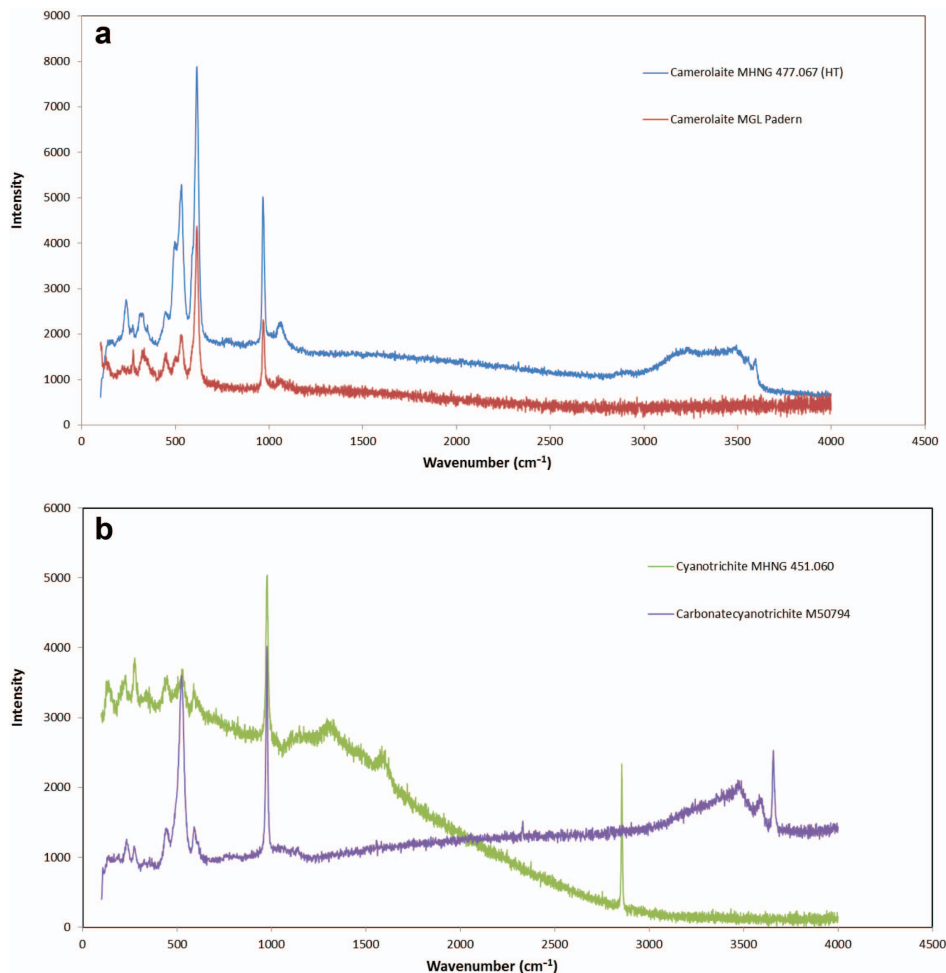 a
9000
8000
7000
6000
5000
4000
3000
2000
1000
0
Intensity
Camerolaite MHNG 477.067 (HT)
Camerolaite MGL Padern
0 500 1000 1500 2000 2500 3000 3500 4000 4500
Wavenumber (cm⁻¹)
b
6000
5000
4000
3000
2000
1000
0
Intensity
Cyanotrichite MHNG 451.060
Carbonatecyanotrichite M50794
0 500 1000 1500 2000 2500 3000 3500 4000 4500
Wavenumber (cm⁻¹)